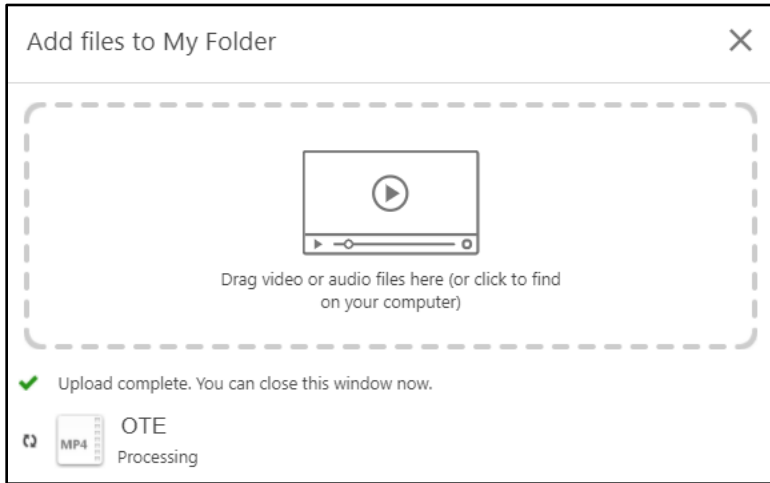 Add files to My Folder
Drag video or audio files here (or click to find
on your computer)
Upload complete. You can close this window now.
MP4
OTE
Processing